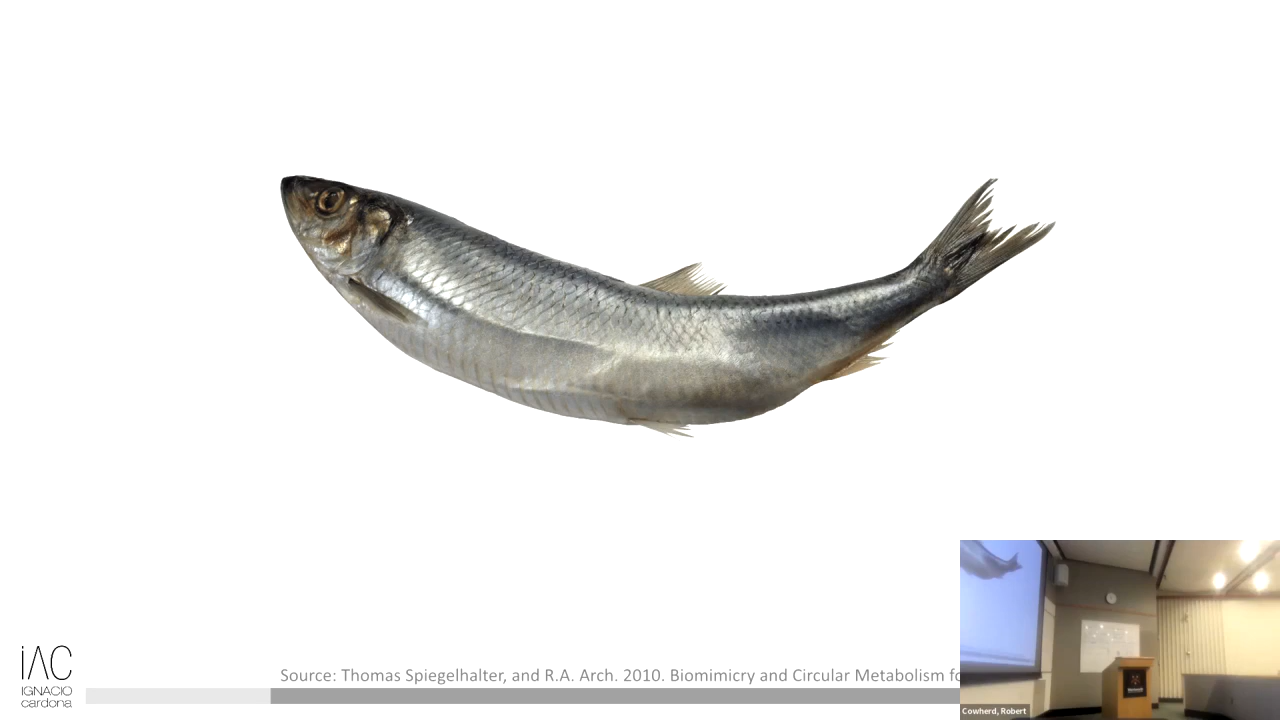 iAC
IGNACIO
cardona
Source: Thomas Spiegelhalter, and R.A. Arch. 2010. Biomimicry and Circular Metabolism fo
Cowherd, Robert